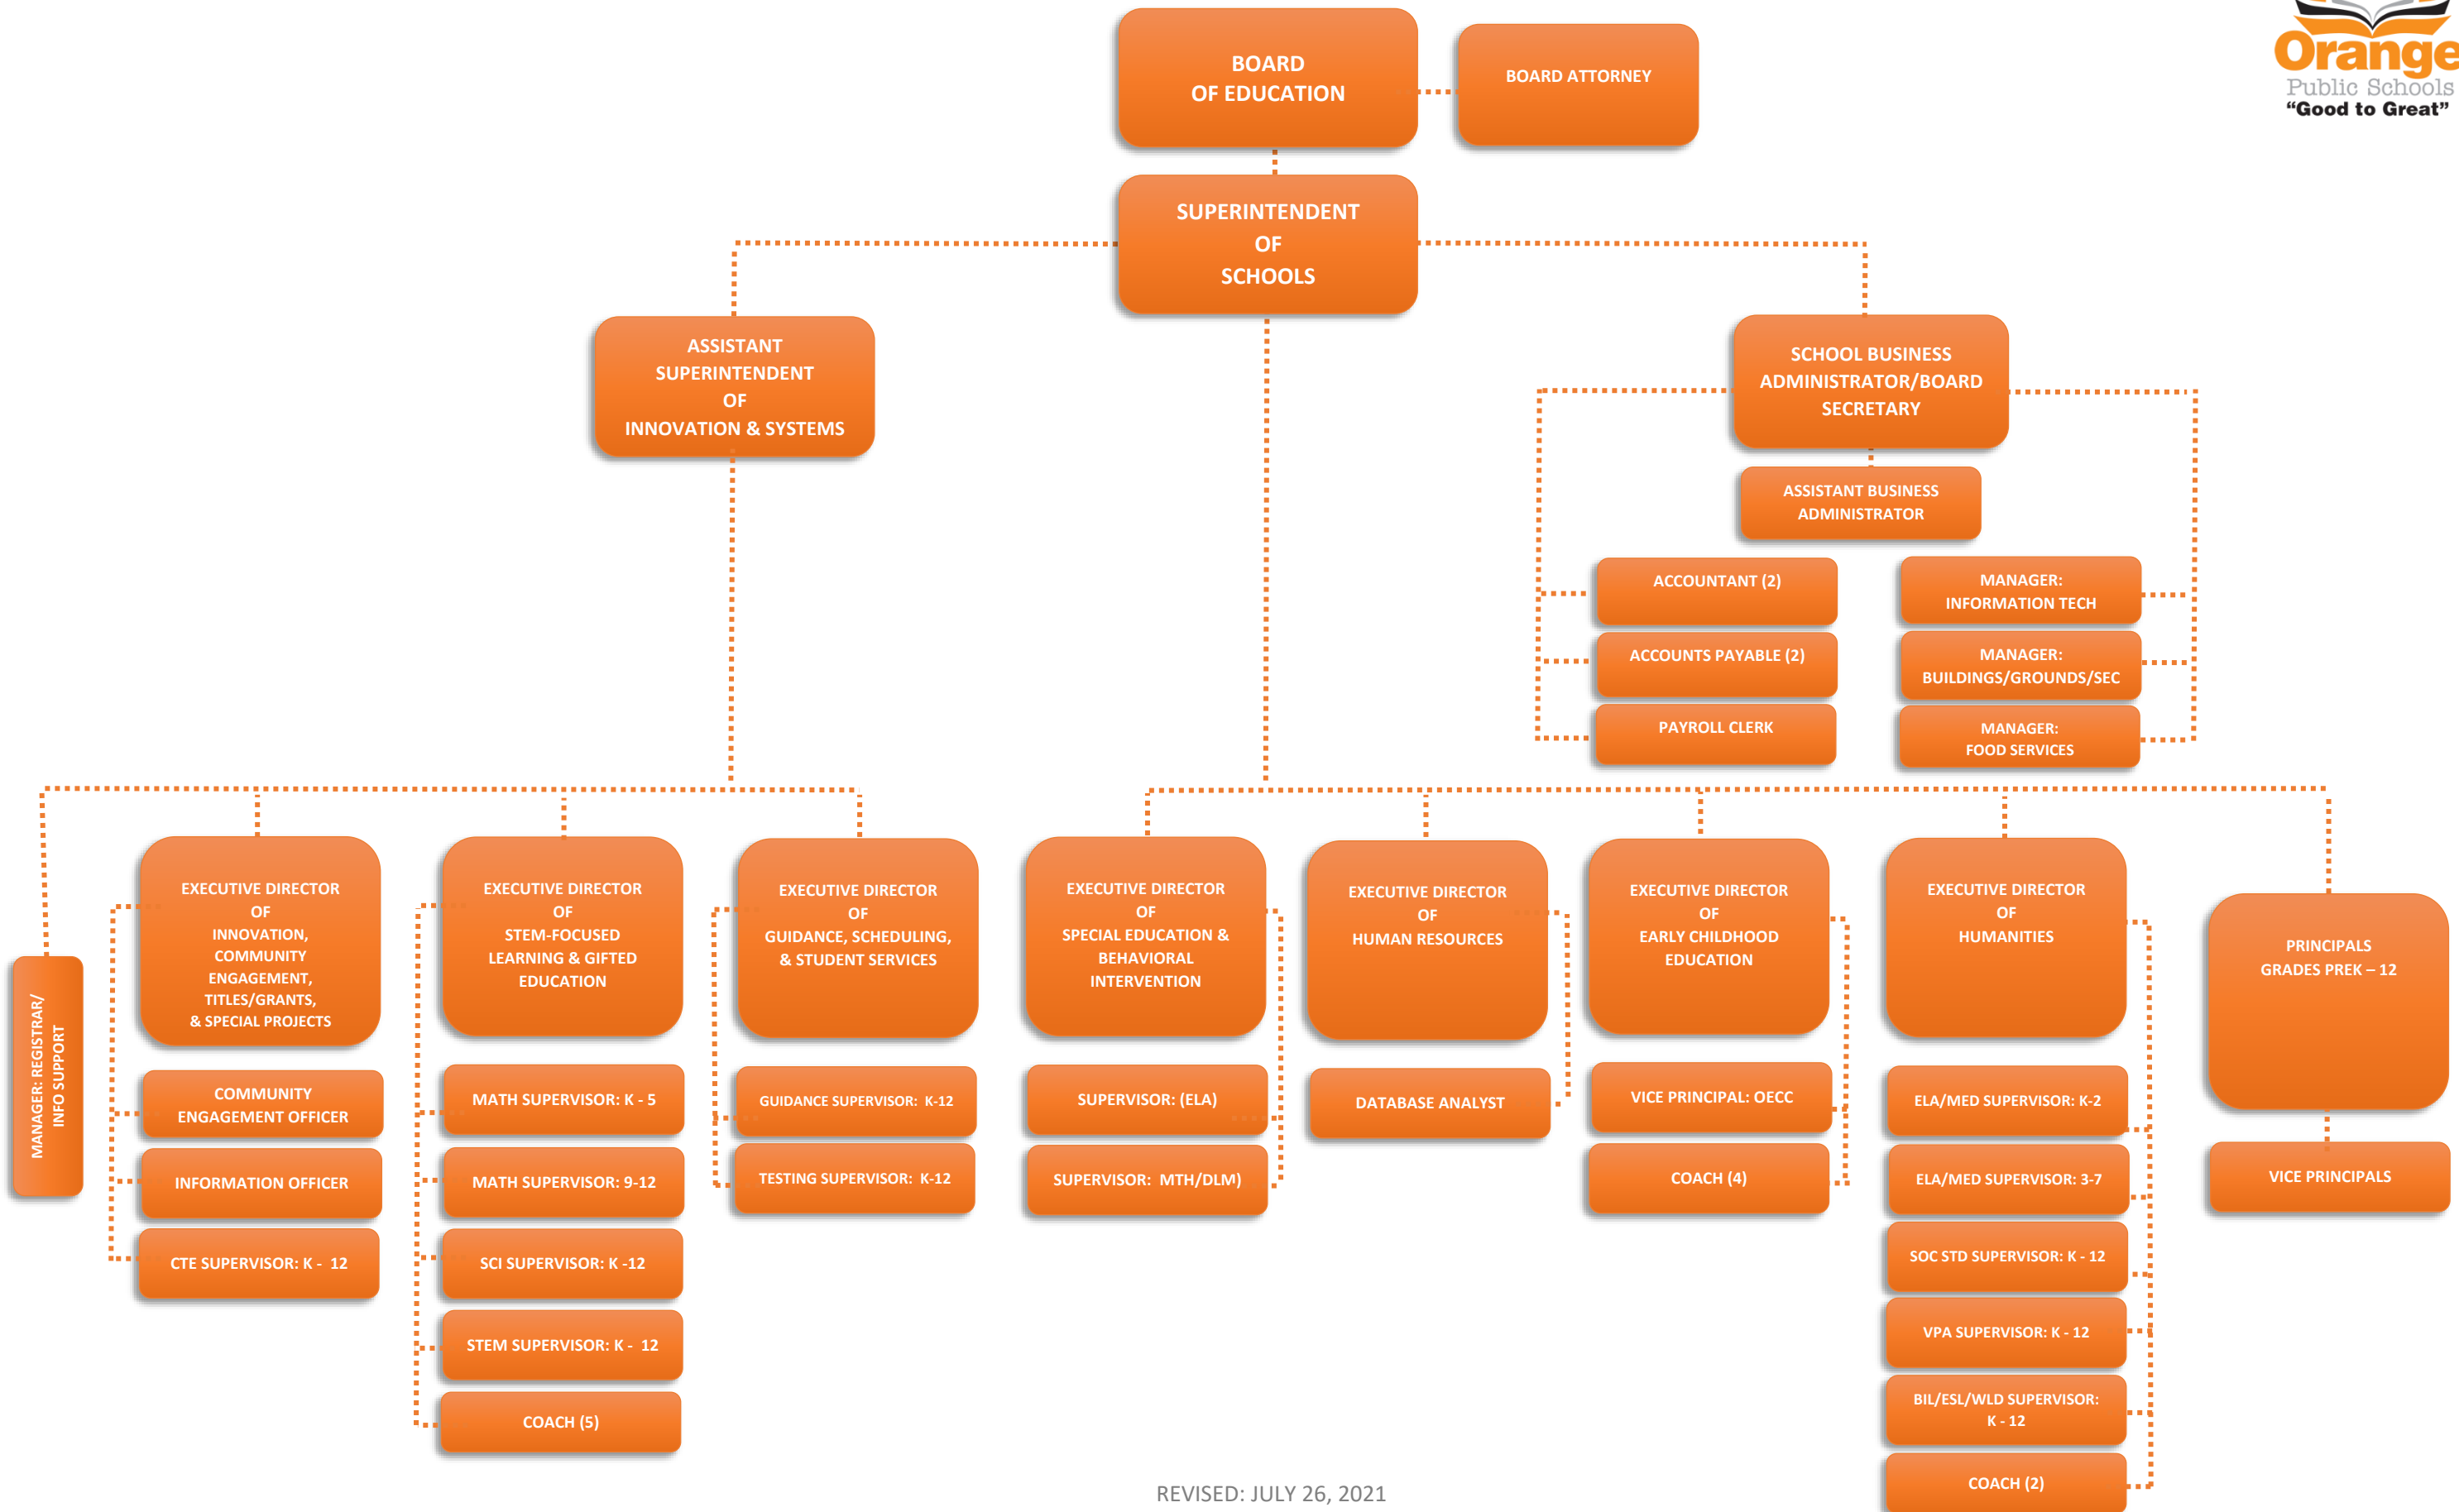 Orange
Public Schools
“Good to Great”
BOARD
OF EDUCATION
BOARD ATTORNEY
SUPERINTENDENT
OF
SCHOOLS
ASSISTANT
SUPERINTENDENT
OF
INNOVATION & SYSTEMS
SCHOOL BUSINESS
ADMINISTRATOR/BOARD
SECRETARY
ASSISTANT BUSINESS
ADMINISTRATOR
ACCOUNTANT (2)
ACCOUNTS PAYABLE (2)
PAYROLL CLERK
MANAGER:
INFORMATION TECH
MANAGER:
BUILDINGS/GROUNDS/SEC
MANAGER:
FOOD SERVICES
MANAGER: REGISTRAR/
INFO SUPPORT
EXECUTIVE DIRECTOR
OF
INNOVATION,
COMMUNITY
ENGAGEMENT,
TITLES/GRANTS,
& SPECIAL PROJECTS
COMMUNITY
ENGAGEMENT OFFICER
INFORMATION OFFICER
CTE SUPERVISOR: K - 12
EXECUTIVE DIRECTOR
OF
STEM-FOCUSED
LEARNING & GIFTED
EDUCATION
MATH SUPERVISOR: K - 5
MATH SUPERVISOR: 9-12
SCI SUPERVISOR: K -12
STEM SUPERVISOR: K - 12
COACH (5)
EXECUTIVE DIRECTOR
OF
GUIDANCE, SCHEDULING,
& STUDENT SERVICES
GUIDANCE SUPERVISOR: K-12
TESTING SUPERVISOR: K-12
EXECUTIVE DIRECTOR
OF
SPECIAL EDUCATION &
BEHAVIORAL
INTERVENTION
SUPERVISOR: (ELA)
SUPERVISOR: MTH/DLM)
EXECUTIVE DIRECTOR
OF
HUMAN RESOURCES
DATABASE ANALYST
EXECUTIVE DIRECTOR
OF
EARLY CHILDHOOD
EDUCATION
VICE PRINCIPAL: OECC
COACH (4)
EXECUTIVE DIRECTOR
OF
HUMANITIES
ELA/MED SUPERVISOR: K-2
ELA/MED SUPERVISOR: 3-7
SOC STD SUPERVISOR: K - 12
VPA SUPERVISOR: K - 12
BIL/ESL/WLD SUPERVISOR:
K - 12
COACH (2)
PRINCIPALS
GRADES PREK – 12
VICE PRINCIPALS
REVISED: JULY 26, 2021